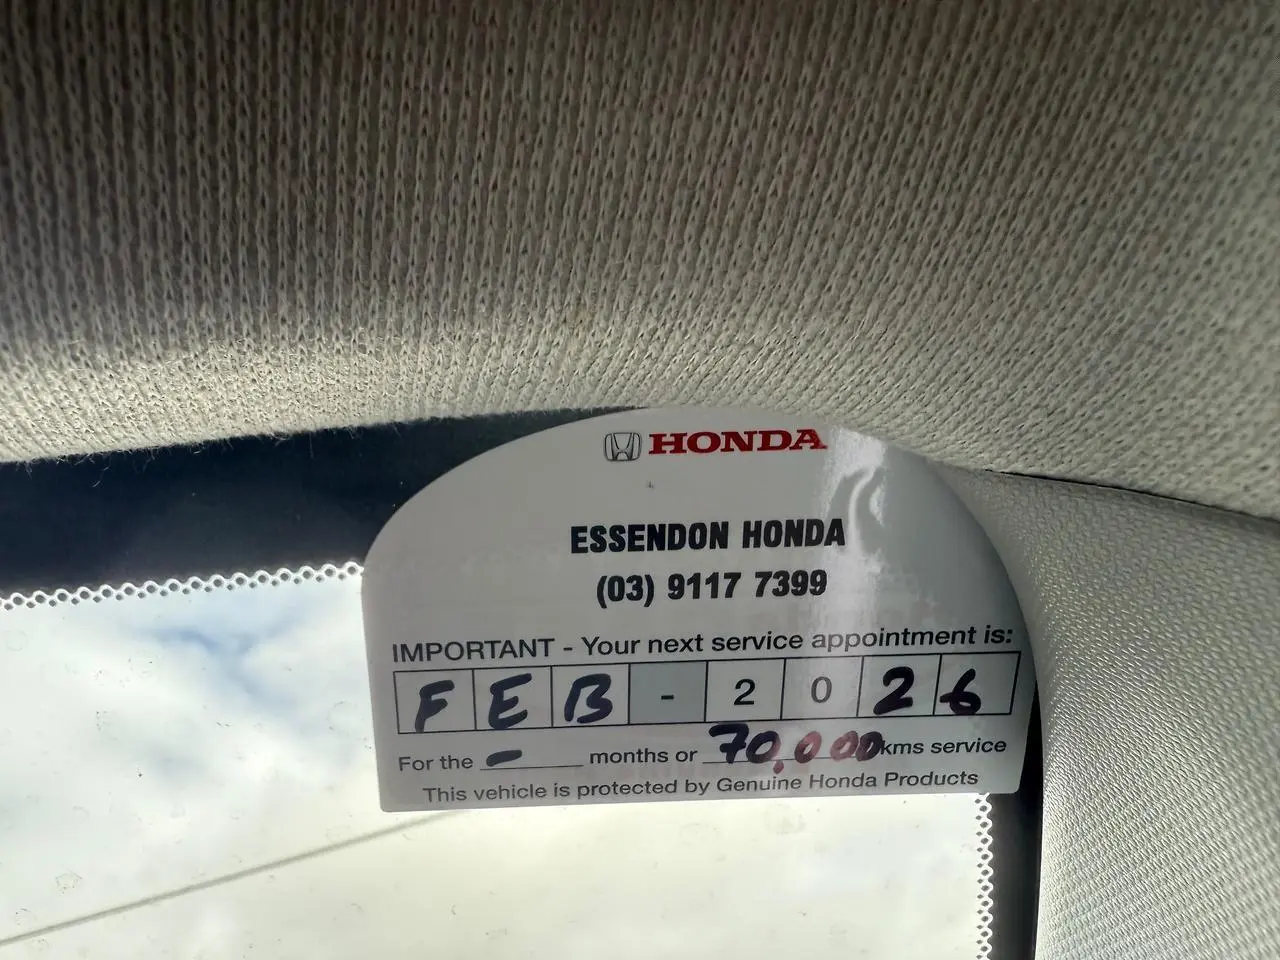 HONDA
ESSENDON HONDA
(03) 9117 7399
IMPORTANT - Your next service appointment is:
FEB - 2026
For the - months or 70,000 kms service
This vehicle is protected by Genuine Honda Products